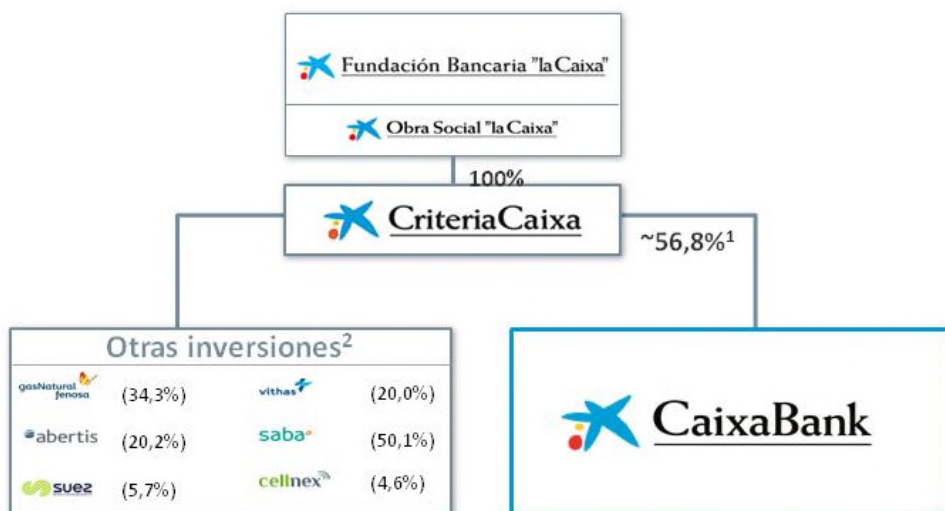 Fundación Bancaria "la Caixa"
Obra Social "la Caixa"
100%
CriteriaCaixa
~56,8%¹
Otras inversiones²
gasNatural
fenosa
(34,3%)
vithas
(20,0%)
abertis
(20,2%)
saba
(50,1%)
suez
(5,7%)
cellnex
(4,6%)
CaixaBank